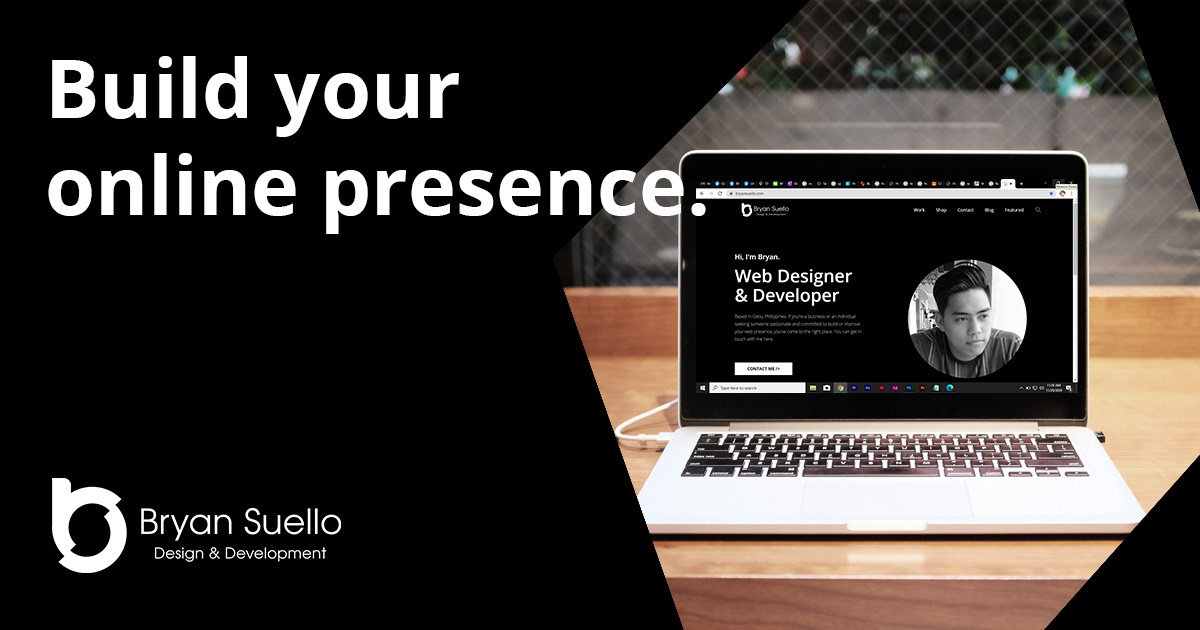 Build your
online presence.
bryansuello.com
Bryan Suello
Design & Development
Work Shop Contact Blog Featured
Hi, I'm Bryan.
Web Designer
& Developer
Based in Cebu, Philippines. If you're a business or an individual
seeking someone passionate and committed to build or improve
your web presence, you've come to the right place. You can get in
touch with me here.
CONTACT ME />
Type here to search
Bryan Suello
Design & Development